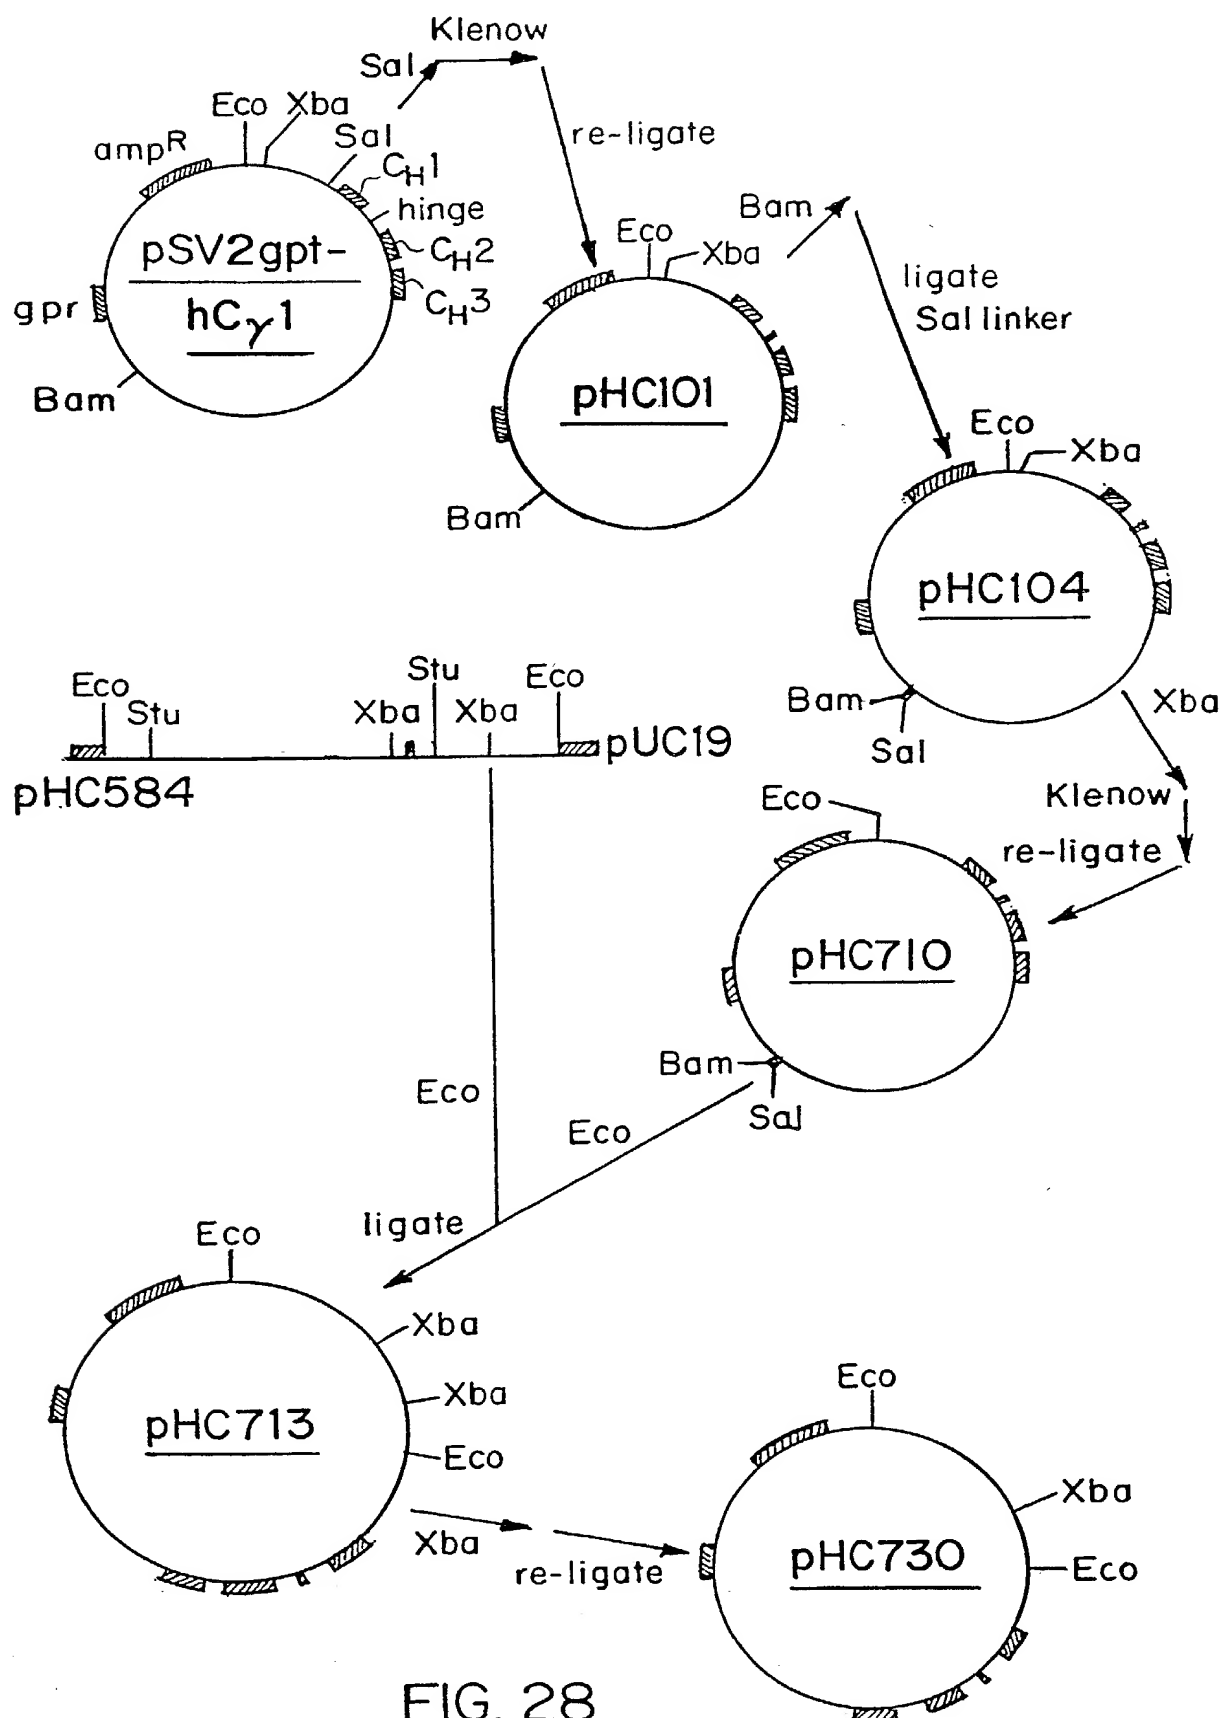 Klenow
Sal
Eco
Xba
Sal
ampR
CH1
hinge
CH2
CH3
pSV2gpt-
hCγ1
gpr
Bam
re-ligate
Eco
Xba
pHC101
Bam
Bam
ligate
Sal linker
Eco
Xba
pHC104
Bam
Sal
Xba
Klenow
re-ligate
Eco
Stu
Xba
Stu
Xba
Eco
pUC19
pHC584
Eco
pHC710
Bam
Sal
Eco
Eco
ligate
Eco
Xba
Xba
Eco
pHC713
Xba
re-ligate
Eco
Xba
Eco
pHC730
FIG. 28